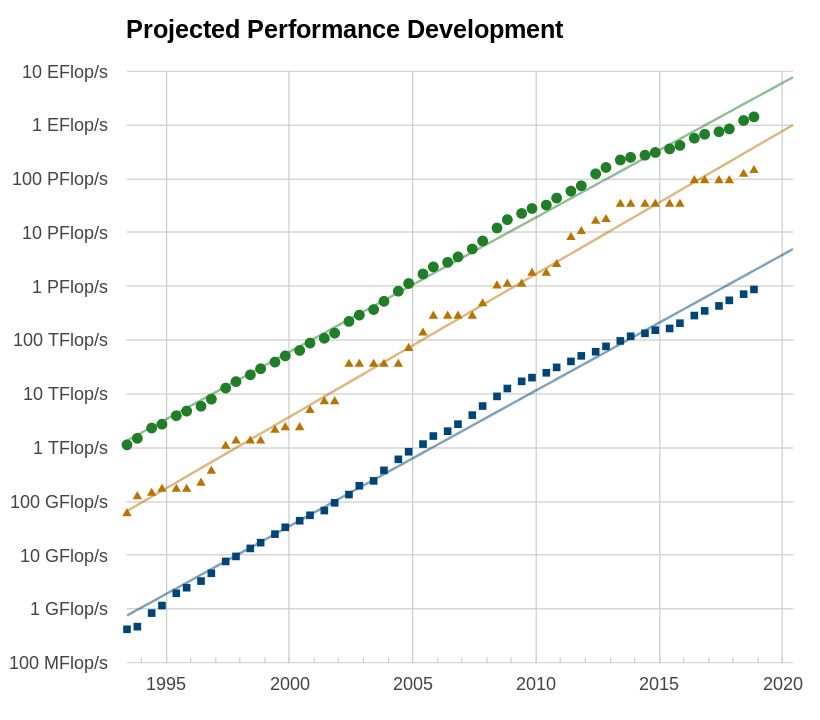 Projected Performance Development
10 EFlop/s
1 EFlop/s
100 PFlop/s
10 PFlop/s
1 PFlop/s
100 TFlop/s
10 TFlop/s
1 TFlop/s
100 GFlop/s
10 GFlop/s
1 GFlop/s
100 MFlop/s
1995 2000 2005 2010 2015 2020